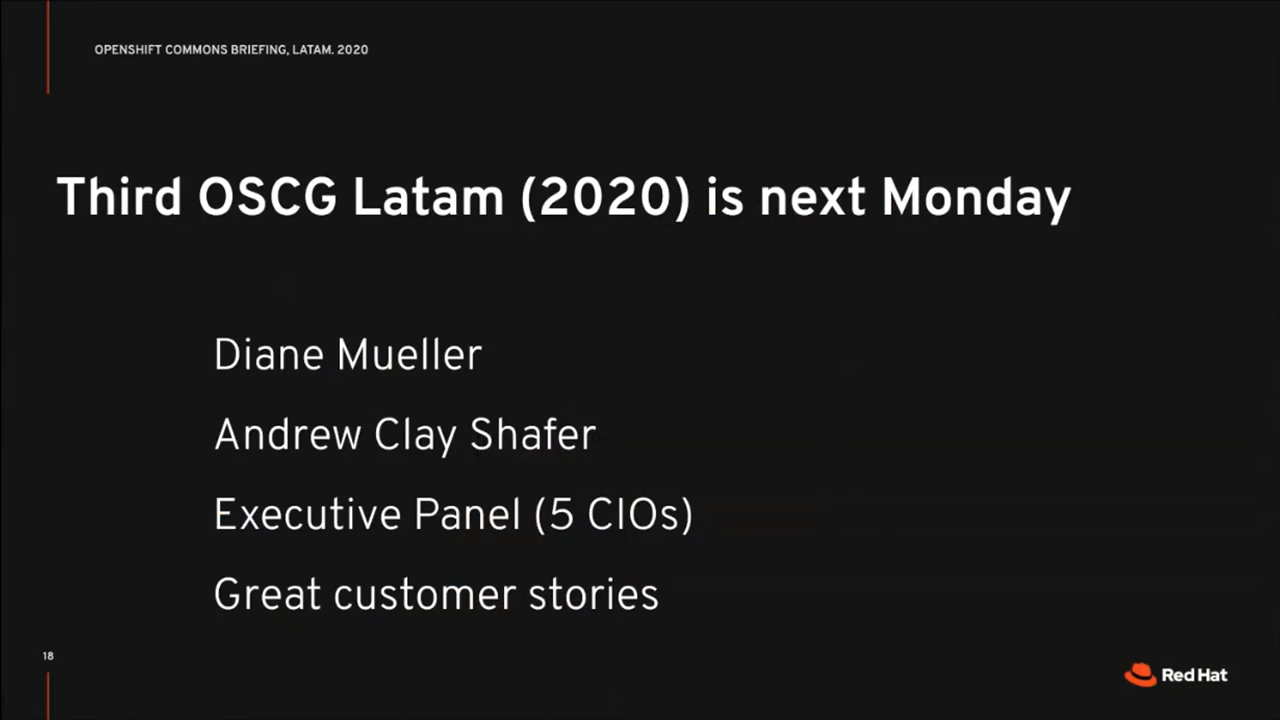 OPENSHIFT COMMONS BRIEFING, LATAM. 2020
Third OSCG Latam (2020) is next Monday
Diane Mueller
Andrew Clay Shafer
Executive Panel (5 CIOs)
Great customer stories
18
Red Hat